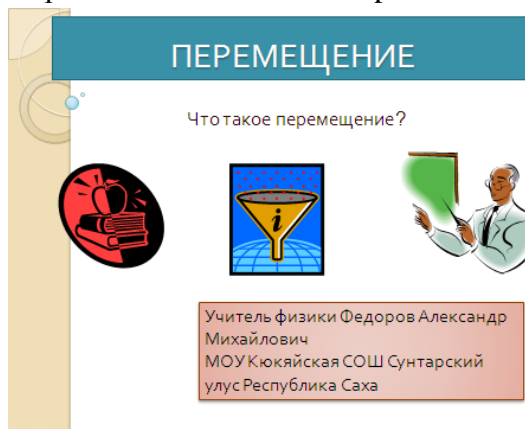 ПЕРЕМЕЩЕНИЕ
Что такое перемещение?
i
Учитель физики Федоров Александр
Михайлович
МОУ Кюкяйская СОШ Сунтарский
улус Республика Саха